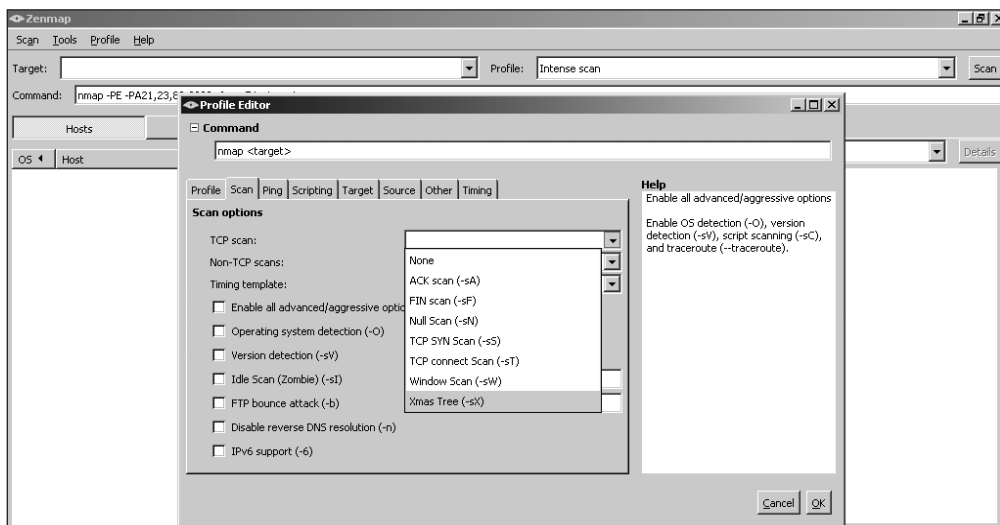 Zenmap
Scan Tools Profile Help
Target: Profile: Intense scan Scan
Command: nmap -PE -PA21,23,8
Profile Editor
Command
nmap <target>
Hosts
OS Host Details
Profile Scan Ping Scripting Target Source Other Timing
Scan options
TCP scan:
Non-TCP scans:
Timing template:
None
ACK scan (-sA)
FIN scan (-sF)
Null Scan (-sN)
TCP SYN Scan (-sS)
TCP connect Scan (-sT)
Window Scan (-sW)
Xmas Tree (-sX)
Enable all advanced/aggressive optio
Operating system detection (-O)
Version detection (-sV)
Idle Scan (Zombie) (-sI)
FTP bounce attack (-b)
Disable reverse DNS resolution (-n)
IPv6 support (-6)
Help
Enable all advanced/aggressive options
Enable OS detection (-O), version
detection (-sV), script scanning (-sC),
and traceroute (--traceroute).
Cancel OK